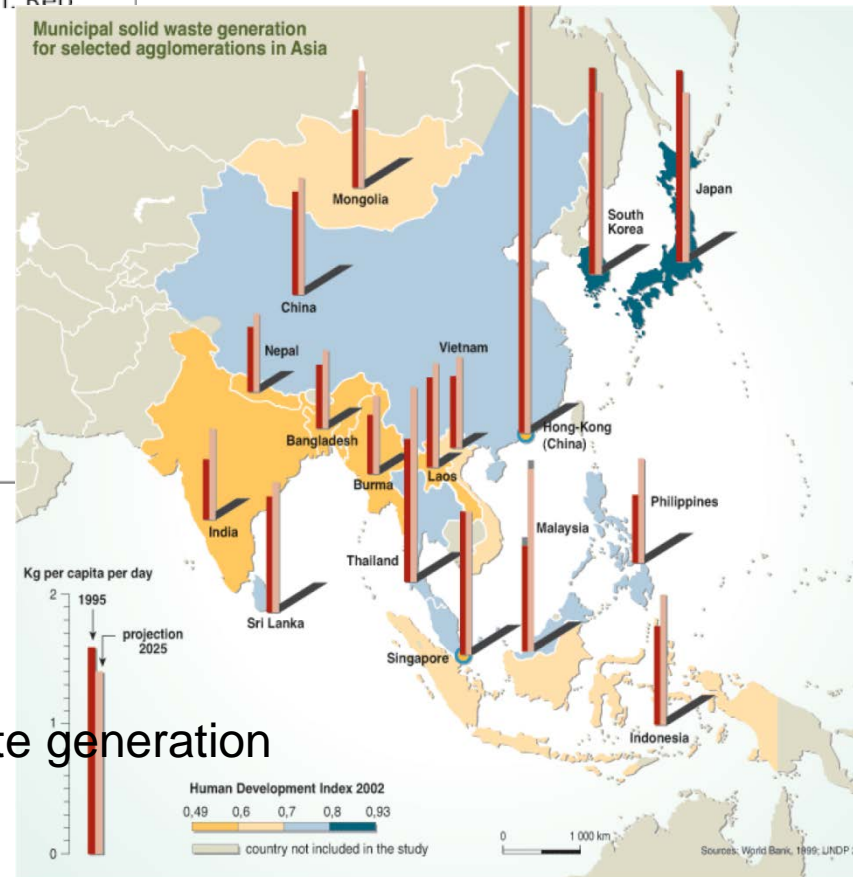 Municipal solid waste generation
for selected agglomerations in Asia
Mongolia
South
Korea
Japan
China
Nepal
Vietnam
Bangladesh
Hong-Kong
(China)
Burma
Laos
India
Malaysia
Philippines
Thailand
Kg per capita per day
2
1995
Sri Lanka
projection
2025
Singapore
1
te generation
Indonesia
Human Development Index 2002
0,49 0,6 0,7 0,8 0,93
country not included in the study
0
0 1 000 km
Sources: World Bank, 1999; UNDP